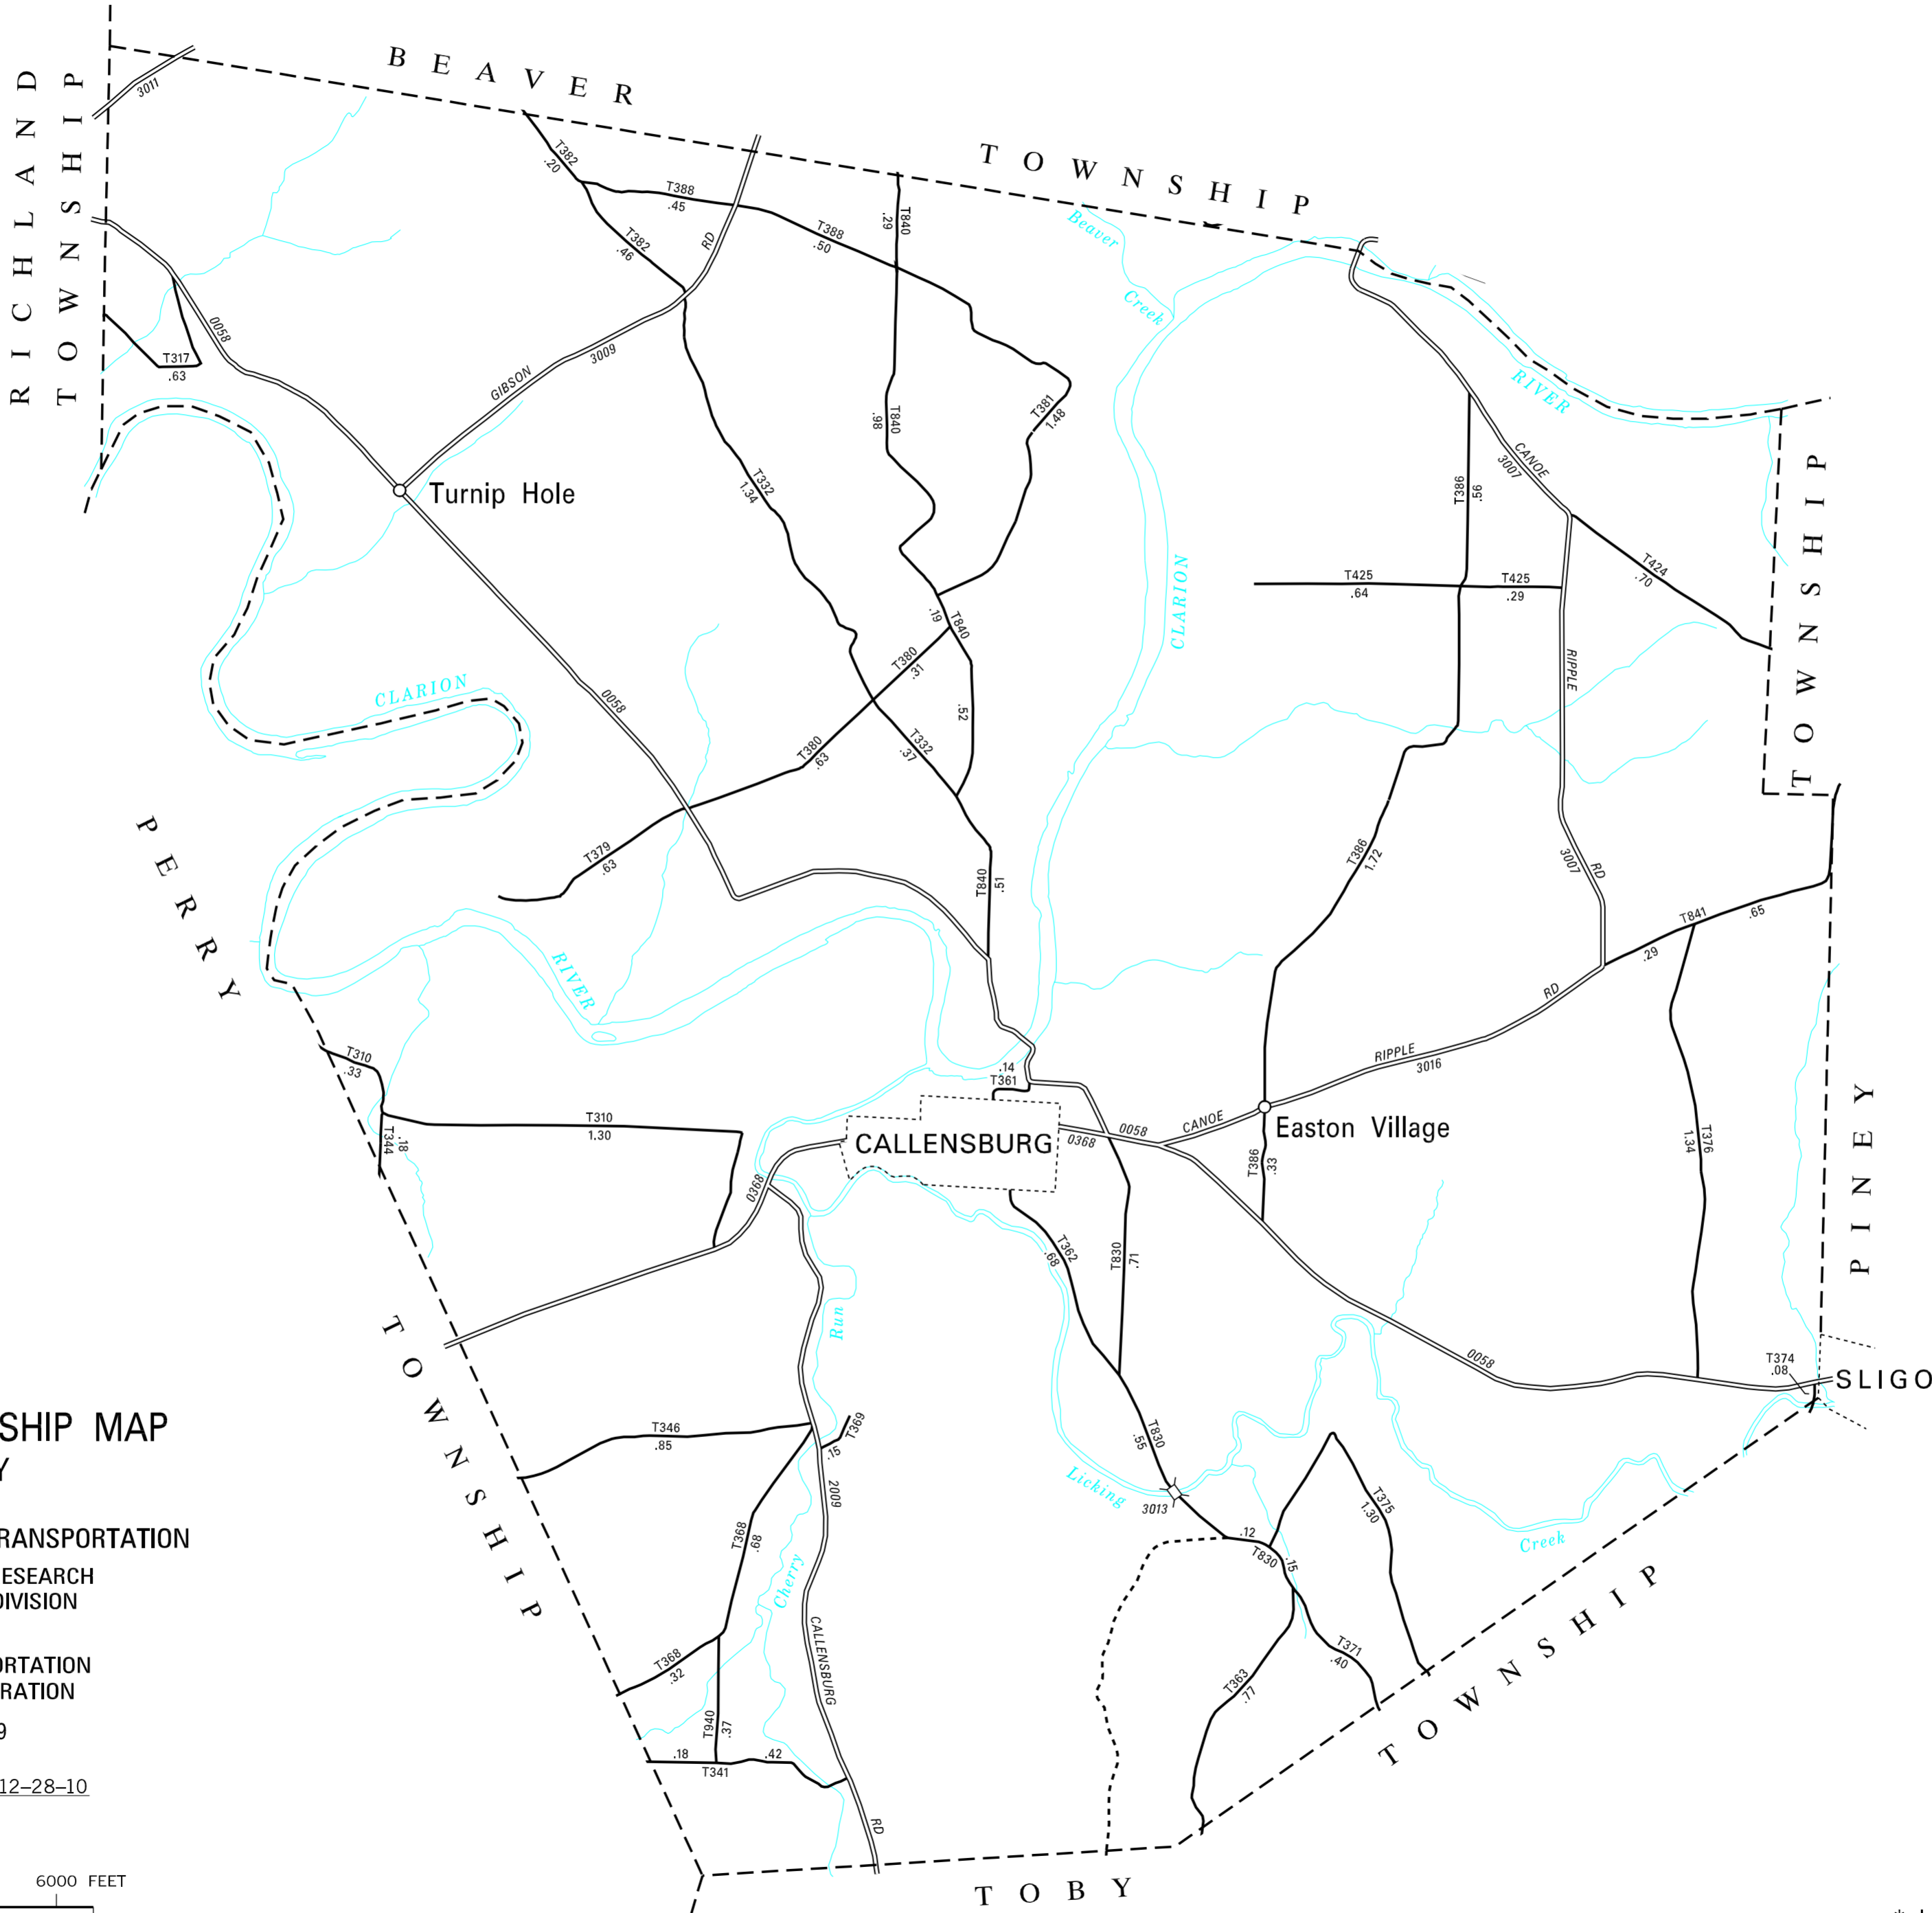 BEAVER
TOWNSHIP
RICHLAND
TOWNSHIP
3011
T382
.20
T388
.45
RD
T388
.50
T840
.29
Beaver
Creek
T382
.46
0058
T317
.63
GIBSON
3009
RIVER
T381
1.48
T840
.98
CANOE
3007
T386
.56
TOWNSHIP
Turnip Hole
T332
1.34
CLARION
T424
.70
T425
.64
T425
.29
.19
T840
T380
.31
RIPPLE
CLARION
0058
.52
T332
.37
T380
.63
PERRY
T379
.63
T840
.51
T386
1.72
3007
RD
T841
.65
.29
RIVER
RD
T310
.33
RIPPLE
3016
.14
T361
PINEY
T310
1.30
T344
.18
CALLENSBURG
0368
0058
CANOE
Easton Village
T376
1.34
T386
.33
0368
T362
.68
T830
.71
Run
TOWNSHIP
0058
T374
.08
SLIGO
SHIP MAP
Y
T346
.85
T369
.15
T830
.55
2009
Licking
3013
T375
1.30
RANSPORTATION
ESEARCH
DIVISION
T368
.68
Cherry
.12
T830
.15
Creek
TOWNSHIP
CALLENSBURG
T371
.40
ORTATION
RATION
T368
.32
T363
.77
9
T940
.37
.18
.42
T341
12–28–10
RD
6000 FEET
TOBY